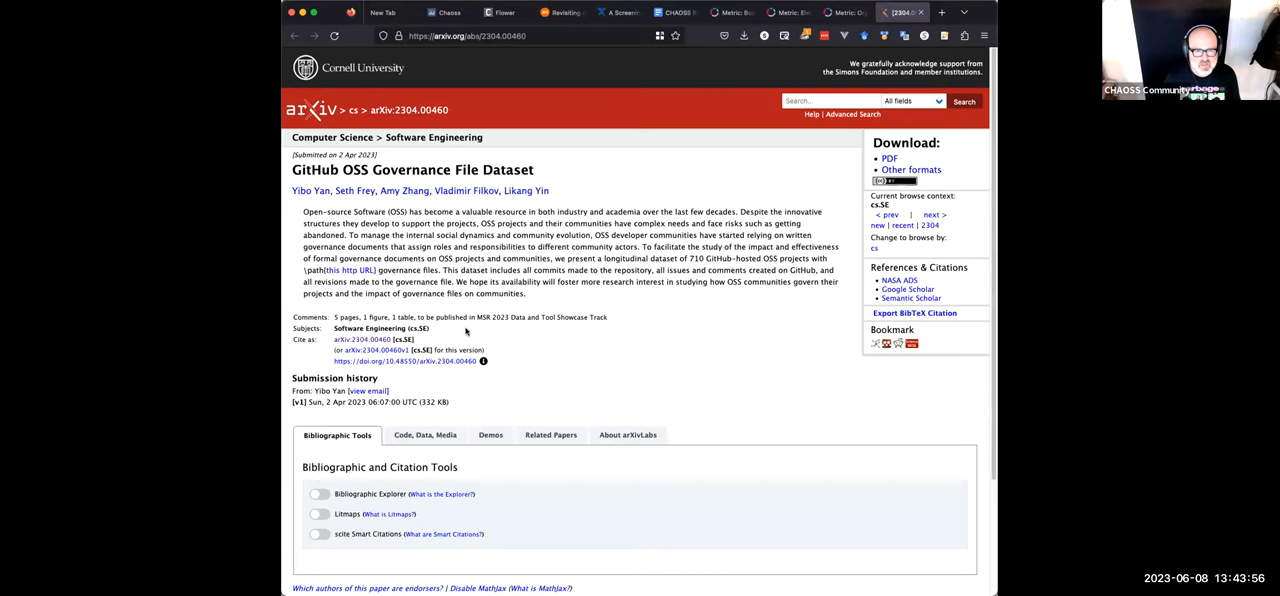 New Tab
Chaoss
Flower
Revisiting
A Screenin
CHAOSS
Metric: Bo
Metric: Ele
Metric: Or
[2304.0
https://arxiv.org/abs/2304.00460
Cornell University
We gratefully acknowledge support from
the Simons Foundation and member institutions.
arXiv > cs > arXiv:2304.00460
Search...
All fields
Search
Help | Advanced Search
Computer Science > Software Engineering
[Submitted on 2 Apr 2023]
GitHub OSS Governance File Dataset
Yibo Yan, Seth Frey, Amy Zhang, Vladimir Filkov, Likang Yin
Open-source Software (OSS) has become a valuable resource in both industry and academia over the last few decades. Despite the innovative
structures they develop to support the projects, OSS projects and their communities have complex needs and face risks such as getting
abandoned. To manage the internal social dynamics and community evolution, OSS developer communities have started relying on written
governance documents that assign roles and responsibilities to different community actors. To facilitate the study of the impact and effectiveness
of formal governance documents on OSS projects and communities, we present a longitudinal dataset of 710 GitHub-hosted OSS projects with
\path{this http URL} governance files. This dataset includes all commits made to the repository, all issues and comments created on GitHub, and
all revisions made to the governance file. We hope its availability will foster more research interest in studying how OSS communities govern their
projects and the impact of governance files on communities.
Comments: 5 pages, 1 figure, 1 table, to be published in MSR 2023 Data and Tool Showcase Track
Subjects: Software Engineering (cs.SE)
Cite as: arXiv:2304.00460 [cs.SE]
(or arXiv:2304.00460v1 [cs.SE] for this version)
https://doi.org/10.48550/arXiv.2304.00460
Submission history
From: Yibo Yan [view email]
[v1] Sun, 2 Apr 2023 06:07:00 UTC (332 KB)
Bibliographic Tools
Code, Data, Media
Demos
Related Papers
About arXivLabs
Bibliographic and Citation Tools
Bibliographic Explorer (What is the Explorer?)
Litmaps (What is Litmaps?)
scite Smart Citations (What are Smart Citations?)
Which authors of this paper are endorsers? | Disable MathJax (What is MathJax?)
Download:
PDF
Other formats
Current browse context:
cs.SE
< prev | next >
new | recent | 2304
Change to browse by:
cs
References & Citations
NASA ADS
Google Scholar
Semantic Scholar
Export BibTeX Citation
Bookmark
CHAOSS Community
2023-06-08 13:43:56